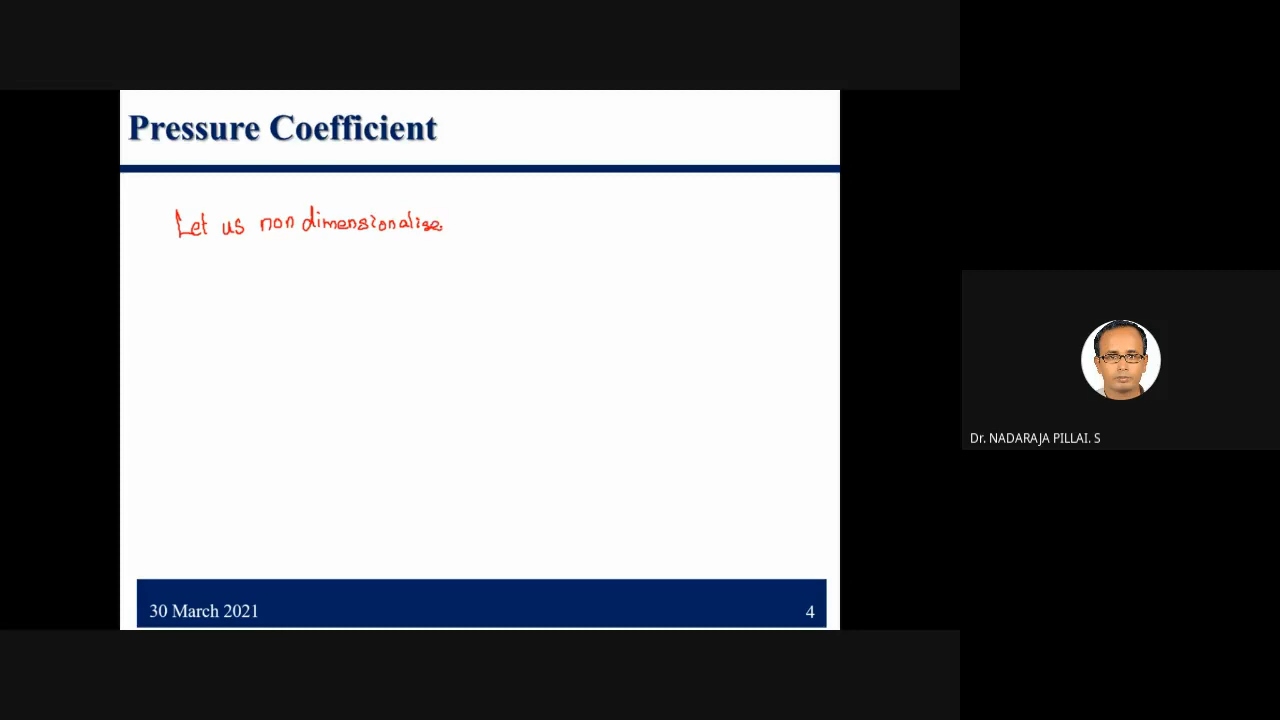 Pressure Coefficient
Let us non dimensionalise
Dr. NADARAJA PILLAI. S
30 March 2021
4